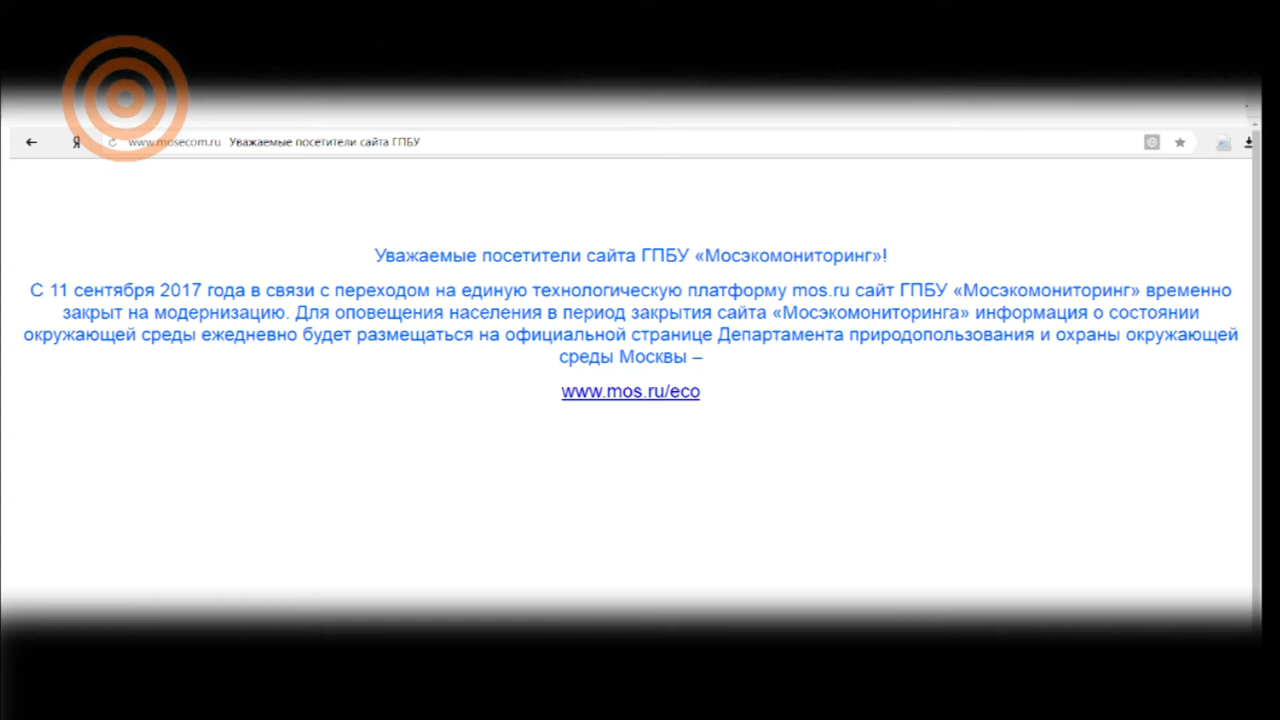 Я www.mosecom.ru Уважаемые посетители сайта ГПБУ
Уважаемые посетители сайта ГПБУ «Мосэкомониторинг»!
С 11 сентября 2017 года в связи с переходом на единую технологическую платформу mos.ru сайт ГПБУ «Мосэкомониторинг» временно
закрыт на модернизацию. Для оповещения населения в период закрытия сайта «Мосэкомониторинга» информация о состоянии
окружающей среды ежедневно будет размещаться на официальной странице Департамента природопользования и охраны окружающей
среды Москвы –
www.mos.ru/eco